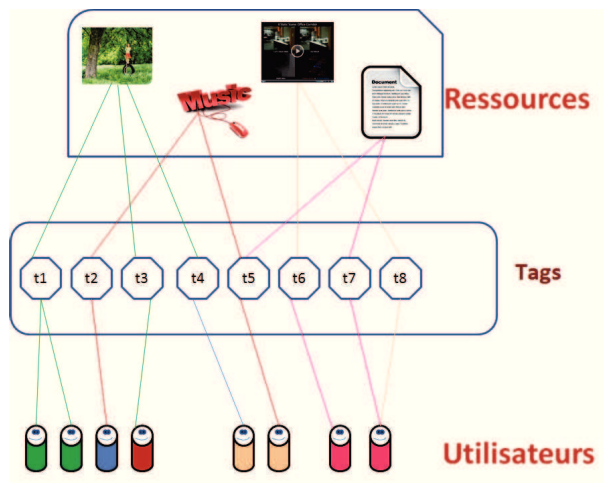 Music
Document
Ressources
t1 t2 t3 t4 t5 t6 t7 t8
Tags
Utilisateurs